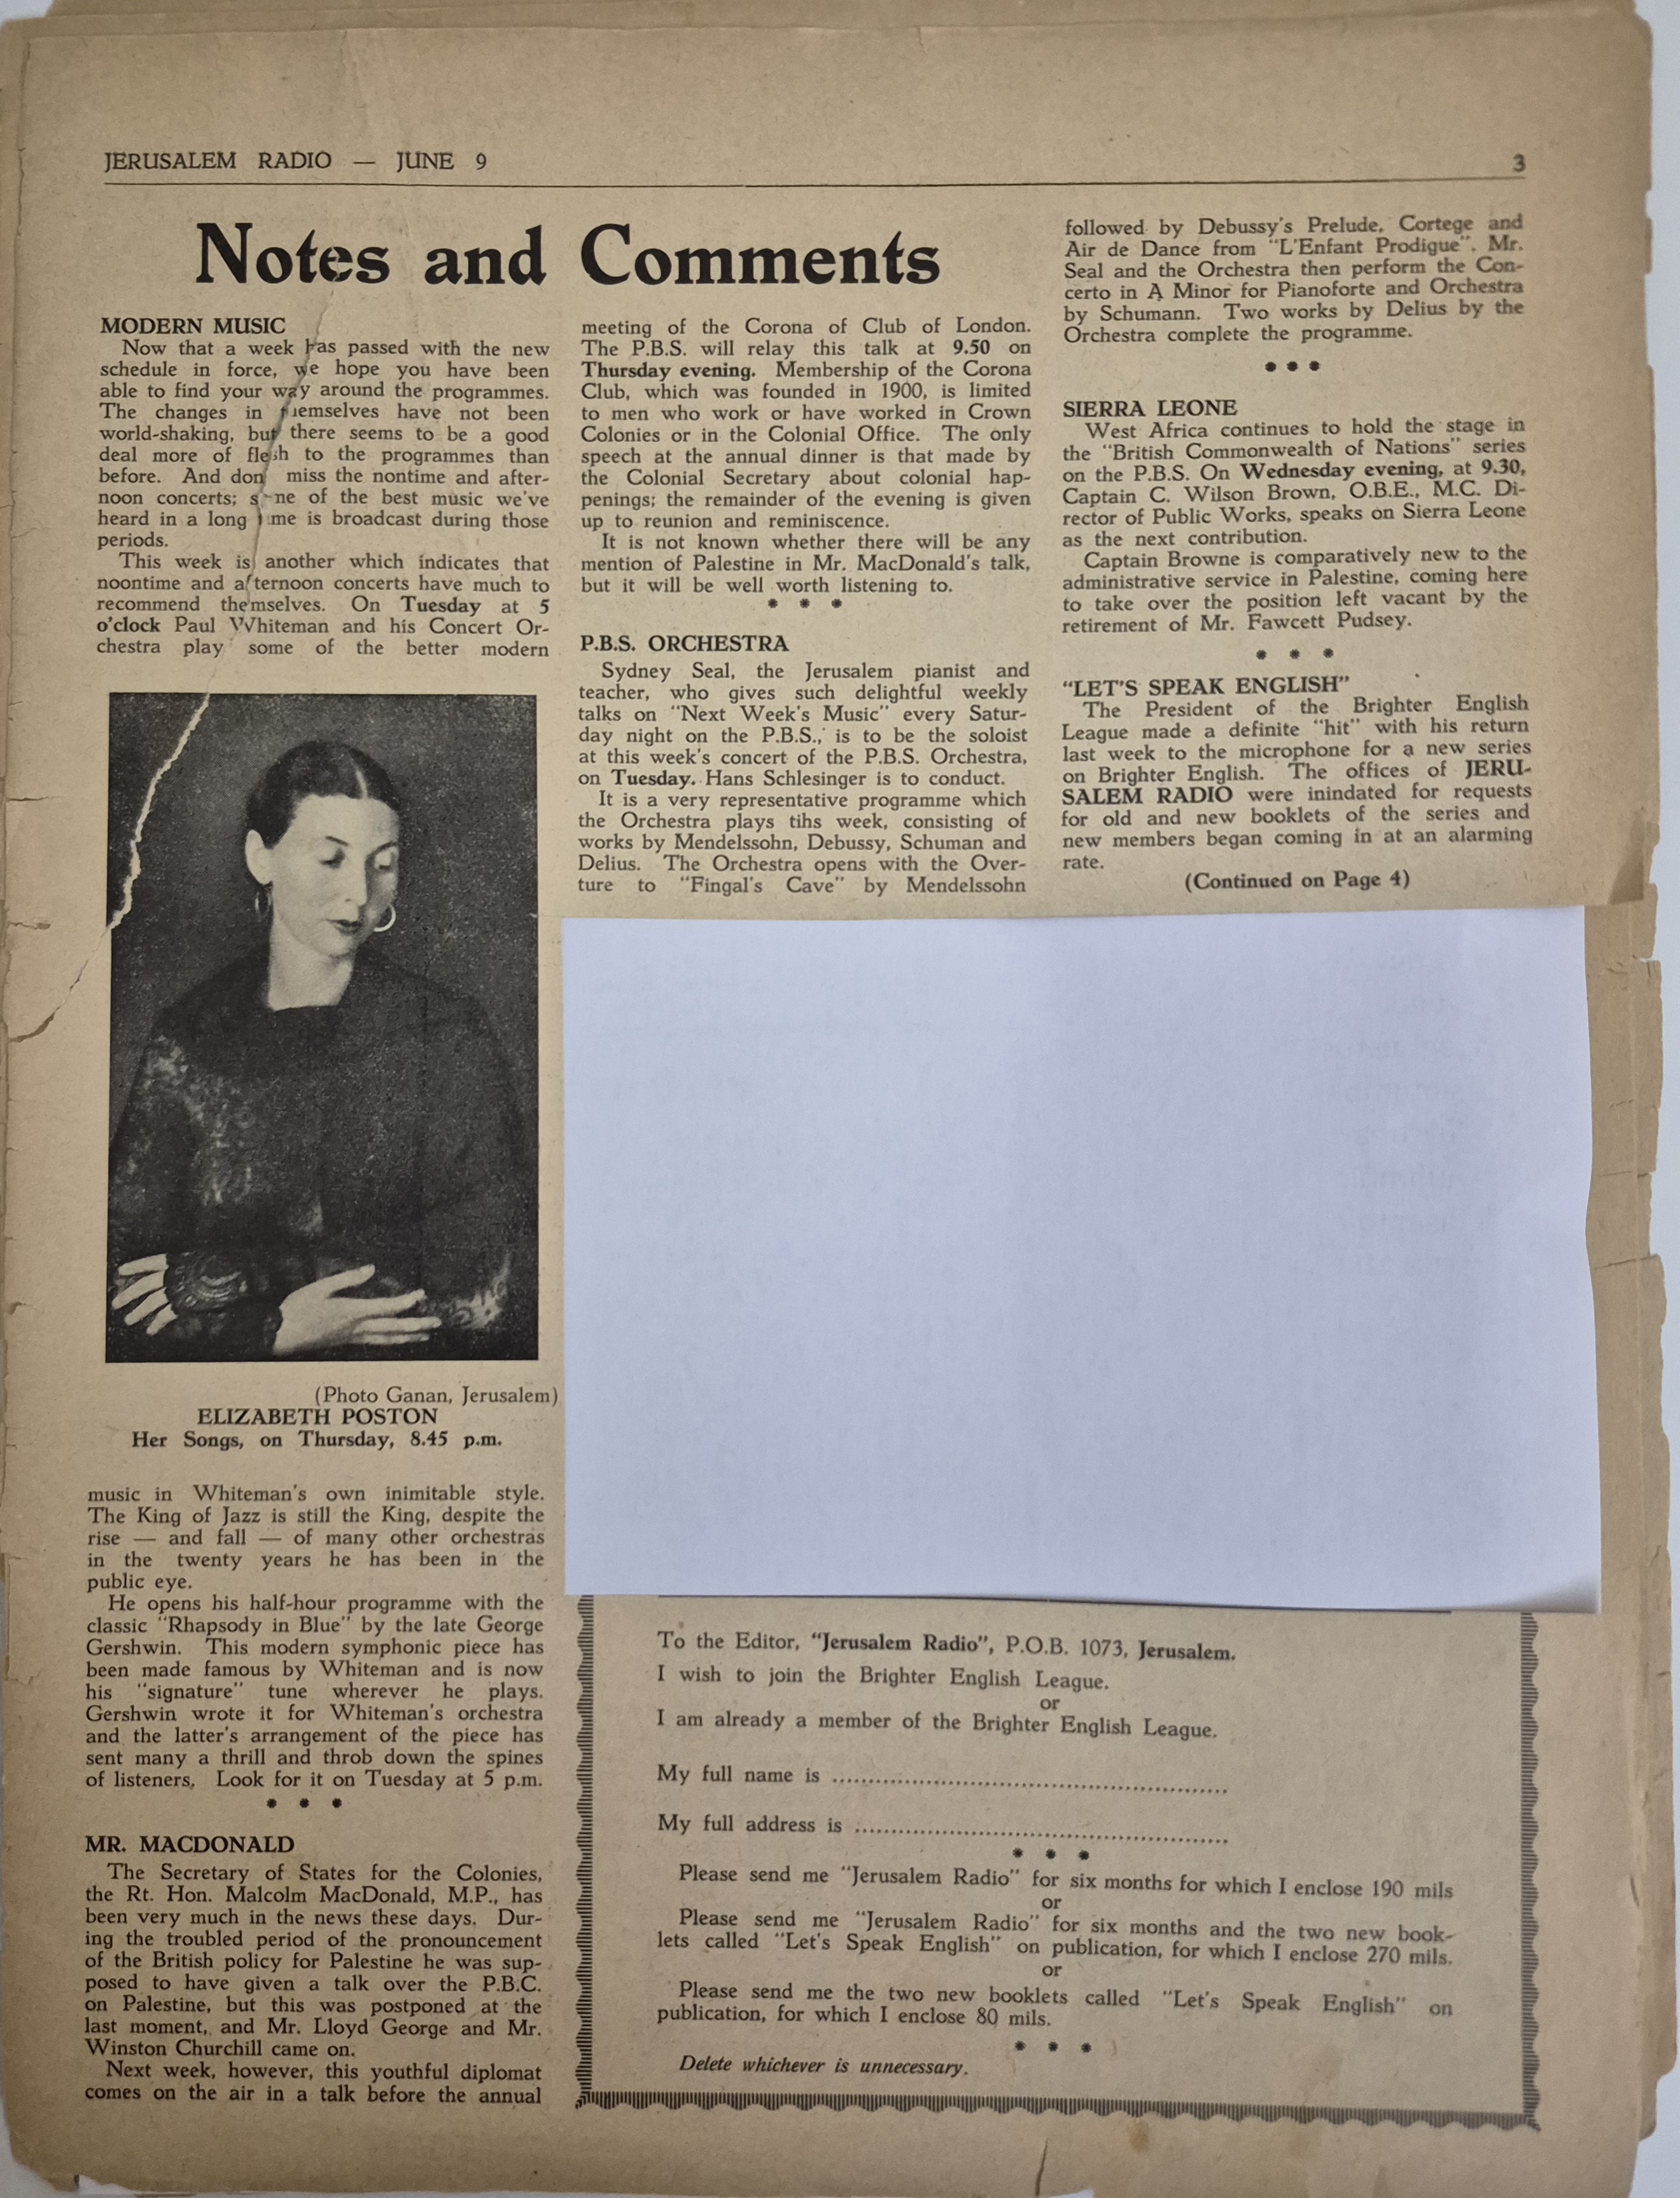 JERUSALEM RADIO — JUNE 9
3
Notes and Comments
MODERN MUSIC
Now that a week has passed with the new
schedule in force, we hope you have been
able to find your way around the programmes.
The changes in themselves have not been
world-shaking, but there seems to be a good
deal more of flesh to the programmes than
before. And don miss the nontime and after-
noon concerts; some of the best music we've
heard in a long time is broadcast during those
periods.
This week is another which indicates that
noontime and afternoon concerts have much to
recommend themselves. On Tuesday at 5
o'clock Paul Whiteman and his Concert Or-
chestra play some of the better modern
(Photo Ganan, Jerusalem)
ELIZABETH POSTON
Her Songs, on Thursday, 8.45 p.m.
music in Whiteman's own inimitable style.
The King of Jazz is still the King, despite the
rise — and fall — of many other orchestras
in the twenty years he has been in the
public eye.
He opens his half-hour programme with the
classic "Rhapsody in Blue" by the late George
Gershwin. This modern symphonic piece has
been made famous by Whiteman and is now
his "signature" tune wherever he plays.
Gershwin wrote it for Whiteman's orchestra
and the latter's arrangement of the piece has
sent many a thrill and throb down the spines
of listeners, Look for it on Tuesday at 5 p.m.
* * *
MR. MACDONALD
The Secretary of States for the Colonies,
the Rt. Hon. Malcolm MacDonald, M.P., has
been very much in the news these days. Dur-
ing the troubled period of the pronouncement
of the British policy for Palestine he was sup-
posed to have given a talk over the P.B.C.
on Palestine, but this was postponed at the
last moment, and Mr. Lloyd George and Mr.
Winston Churchill came on.
Next week, however, this youthful diplomat
comes on the air in a talk before the annual
meeting of the Corona of Club of London.
The P.B.S. will relay this talk at 9.50 on
Thursday evening. Membership of the Corona
Club, which was founded in 1900, is limited
to men who work or have worked in Crown
Colonies or in the Colonial Office. The only
speech at the annual dinner is that made by
the Colonial Secretary about colonial hap-
penings; the remainder of the evening is given
up to reunion and reminiscence.
It is not known whether there will be any
mention of Palestine in Mr. MacDonald's talk,
but it will be well worth listening to.
* * *
P.B.S. ORCHESTRA
Sydney Seal, the Jerusalem pianist and
teacher, who gives such delightful weekly
talks on "Next Week's Music" every Satur-
day night on the P.B.S., is to be the soloist
at this week's concert of the P.B.S. Orchestra,
on Tuesday. Hans Schlesinger is to conduct.
It is a very representative programme which
the Orchestra plays tihs week, consisting of
works by Mendelssohn, Debussy, Schuman and
Delius. The Orchestra opens with the Over-
ture to "Fingal's Cave" by Mendelssohn
followed by Debussy's Prelude, Cortege and
Air de Dance from "L'Enfant Prodigue". Mr.
Seal and the Orchestra then perform the Con-
certo in A Minor for Pianoforte and Orchestra
by Schumann. Two works by Delius by the
Orchestra complete the programme.
* * *
SIERRA LEONE
West Africa continues to hold the stage in
the "British Commonwealth of Nations" series
on the P.B.S. On Wednesday evening, at 9.30,
Captain C. Wilson Brown, O.B.E., M.C. Di-
rector of Public Works, speaks on Sierra Leone
as the next contribution.
Captain Browne is comparatively new to the
administrative service in Palestine, coming here
to take over the position left vacant by the
retirement of Mr. Fawcett Pudsey.
* * *
"LET'S SPEAK ENGLISH"
The President of the Brighter English
League made a definite "hit" with his return
last week to the microphone for a new series
on Brighter English. The offices of JERU-
SALEM RADIO were inindated for requests
for old and new booklets of the series and
new members began coming in at an alarming
rate.
(Continued on Page 4)
To the Editor, "Jerusalem Radio", P.O.B. 1073, Jerusalem.
I wish to join the Brighter English League.
or
I am already a member of the Brighter English League.
My full name is ................................................................
My full address is ............................................................
* * *
Please send me "Jerusalem Radio" for six months for which I enclose 190 mils
or
Please send me "Jerusalem Radio" for six months and the two new book-
lets called "Let's Speak English" on publication, for which I enclose 270 mils.
or
Please send me the two new booklets called "Let's Speak English" on
publication, for which I enclose 80 mils.
* * *
Delete whichever is unnecessary.